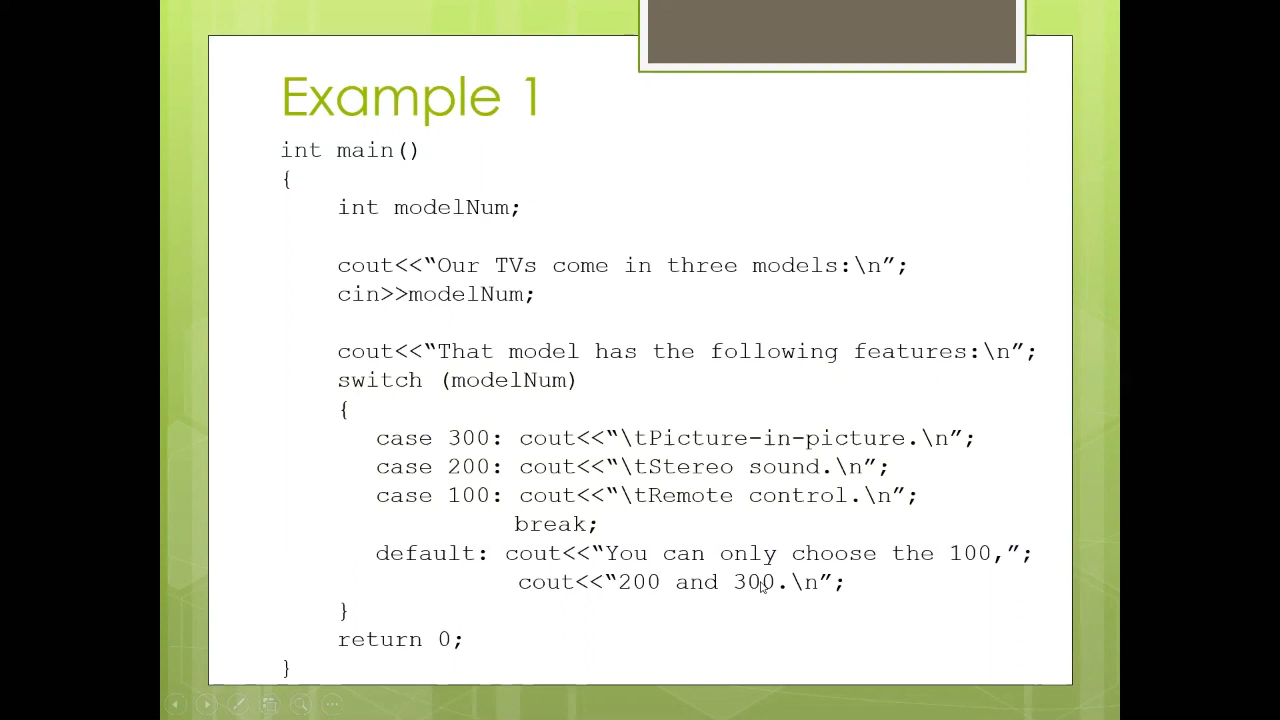 Example 1
int main()
{
int modelNum;
cout<<“Our TVs come in three models:\n”;
cin>>modelNum;
cout<<“That model has the following features:\n”;
switch (modelNum)
{
case 300: cout<<“\tPicture-in-picture.\n”;
case 200: cout<<“\tStereo sound.\n”;
case 100: cout<<“\tRemote control.\n”;
break;
default: cout<<“You can only choose the 100,”;
cout<<“200 and 300.\n”;
}
return 0;
}